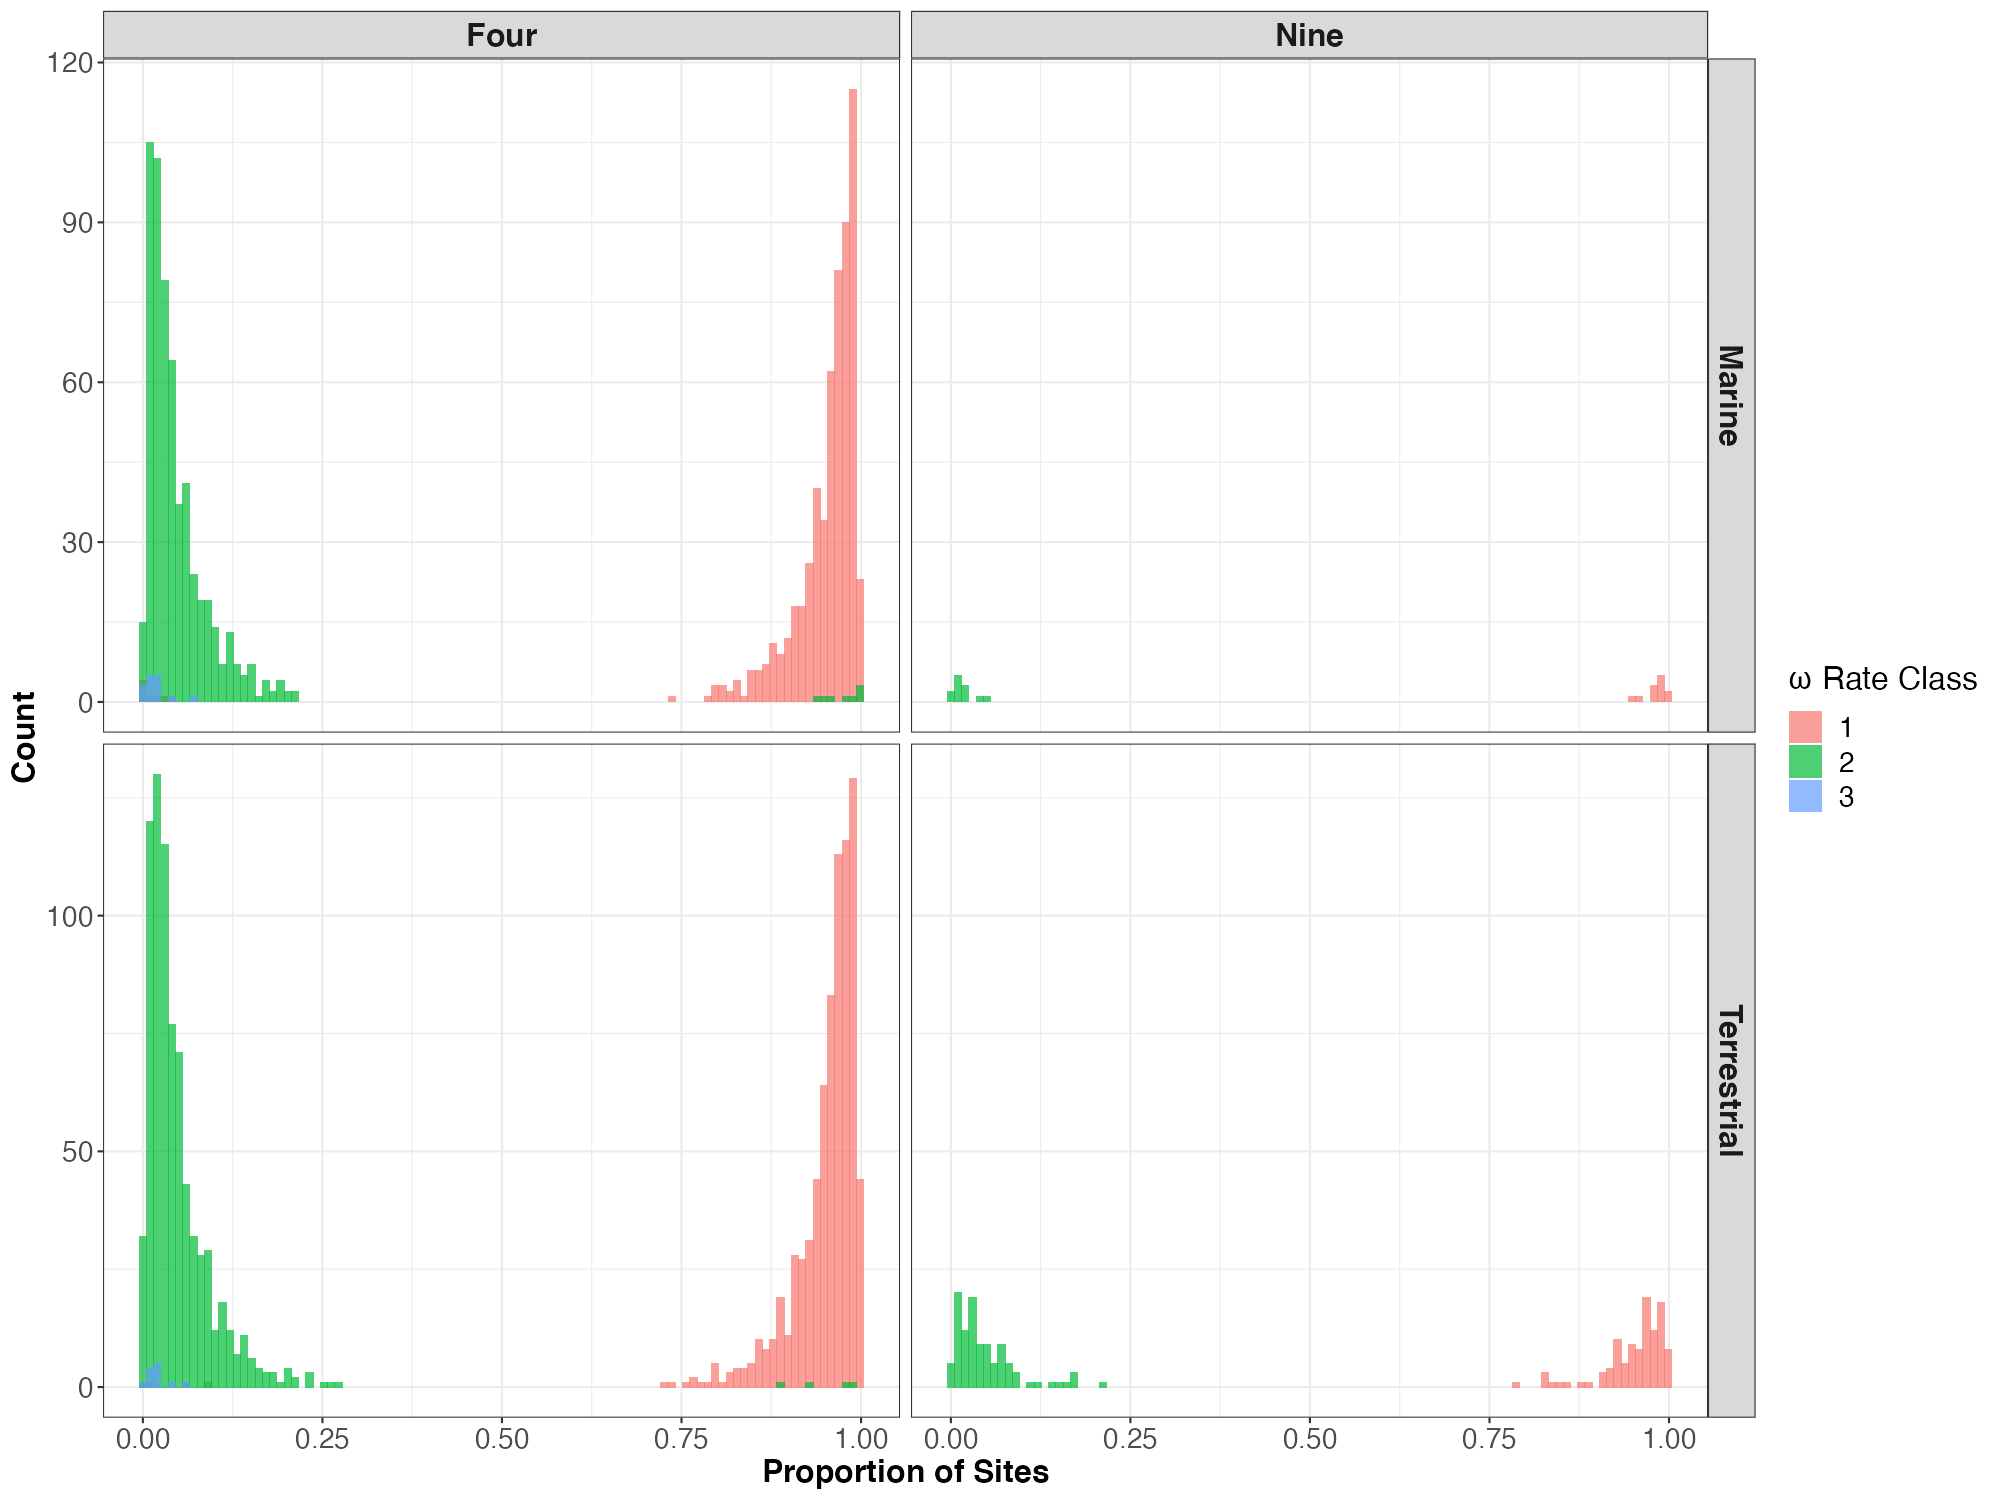 Four
Nine
120
90
60
30
0
Marine
100
50
0
Terrestrial
Count
0.00 0.25 0.50 0.75 1.00
0.00 0.25 0.50 0.75 1.00
Proportion of Sites
ω Rate Class
1
2
3